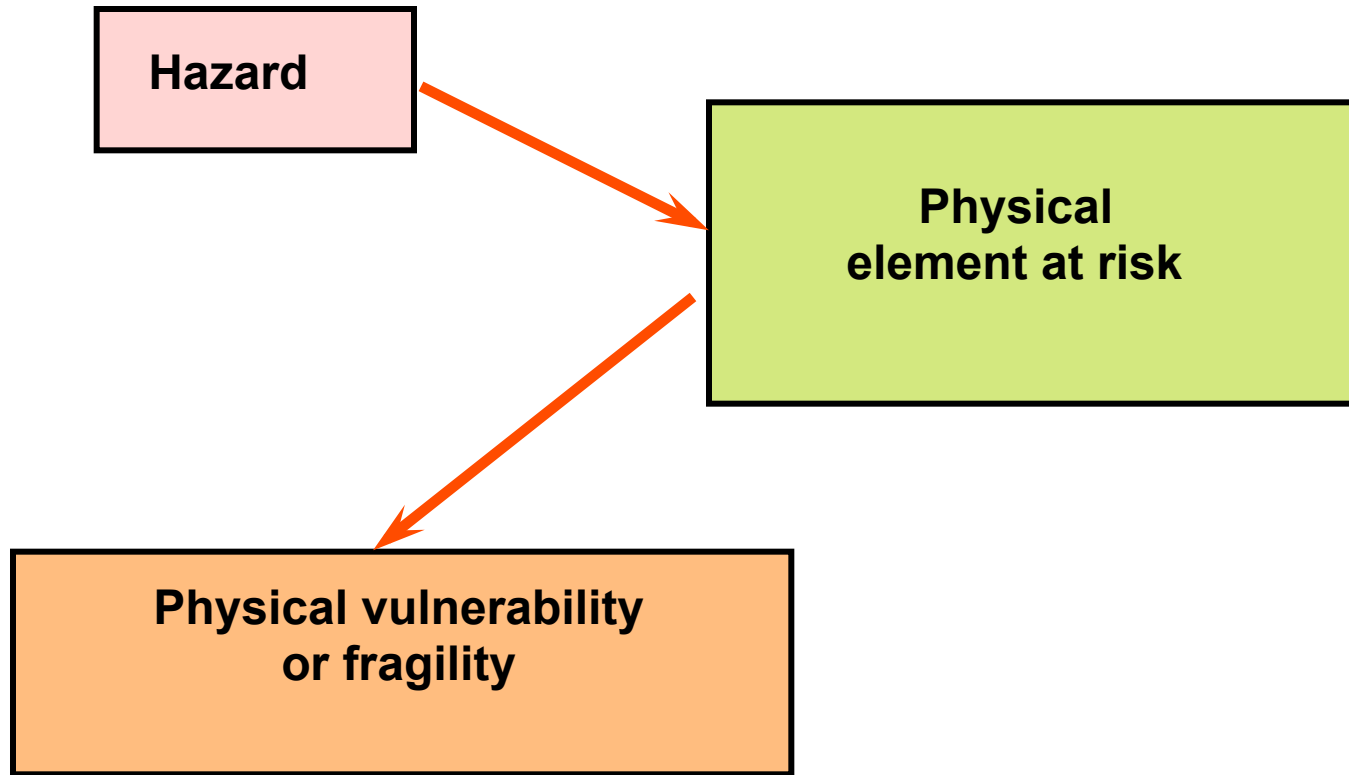 Hazard
Physical
element at risk
Physical vulnerability
or fragility